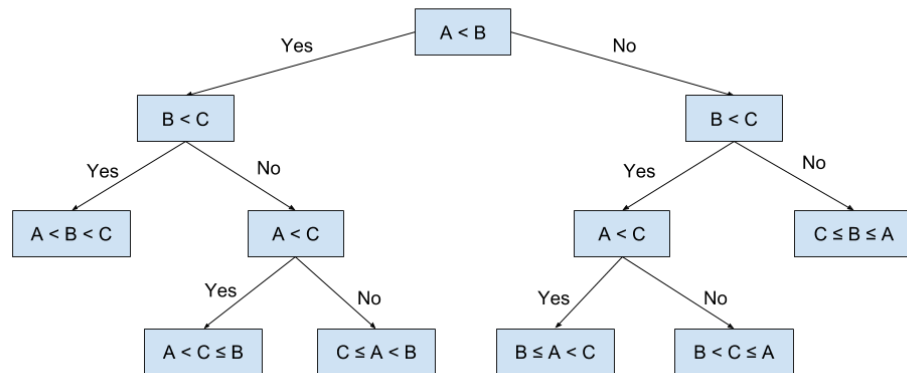 A < B
Yes
No
B < C
B < C
Yes
No
Yes
No
A < B < C
A < C
A < C
C ≤ B ≤ A
Yes
No
Yes
No
A < C ≤ B
C ≤ A < B
B ≤ A < C
B < C ≤ A